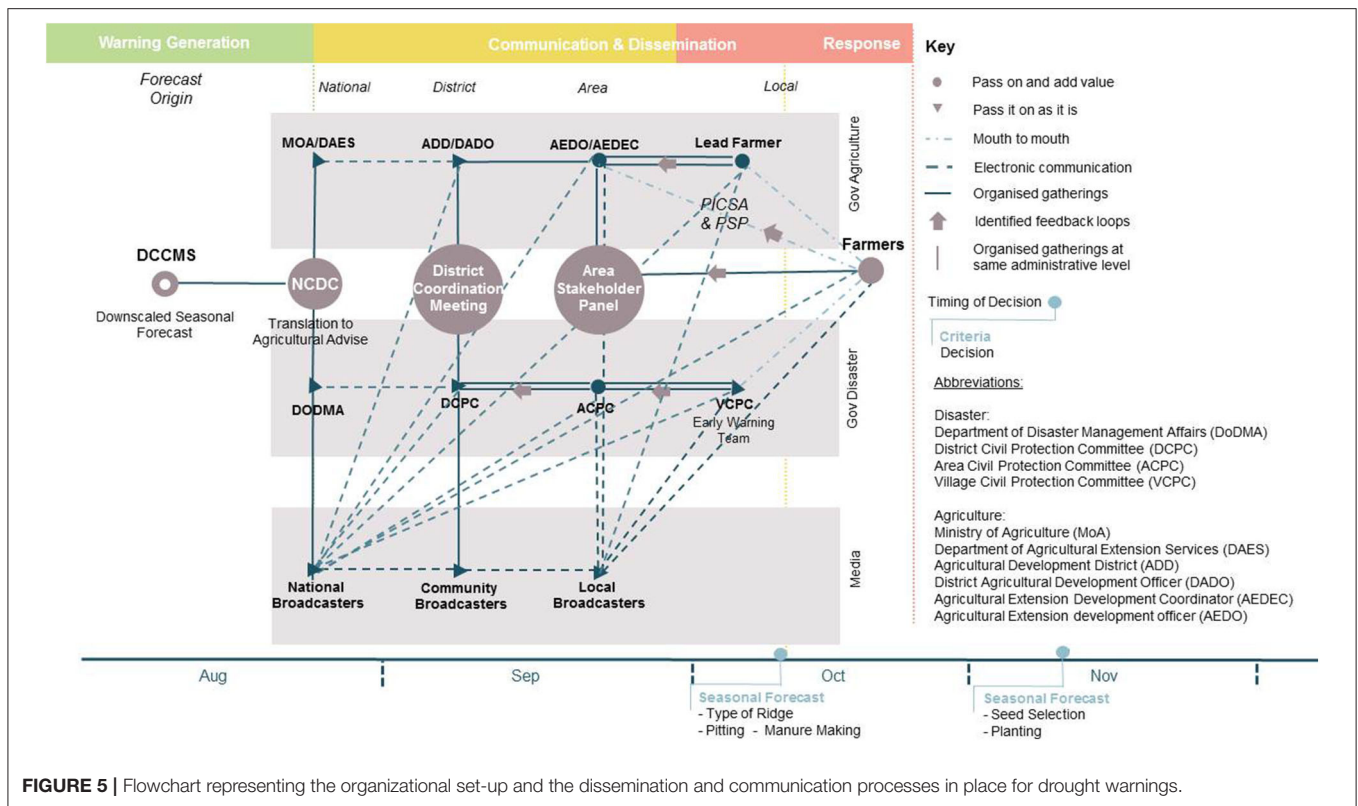 Warning Generation
Communication & Dissemination
Response
Forecast
Origin
National
District
Area
Local
MOA/DAES
ADD/DADO
AEDO/AEDEC
Lead Farmer
Gov Agriculture
PICSA
& PSP
Farmers
DCCMS
Downscaled Seasonal
Forecast
NCDC
Translation to
Agricultural Advise
District
Coordination
Meeting
Area
Stakeholder
Panel
DODMA
DCPC
ACPC
VCPC
Early Warning
Team
Gov Disaster
National
Broadcasters
Community
Broadcasters
Local
Broadcasters
Media
Key
Pass on and add value
Pass it on as it is
Mouth to mouth
Electronic communication
Organised gatherings
Identified feedback loops
Organised gatherings at
same administrative level
Timing of Decision
Criteria
Decision
Abbreviations:
Disaster:
Department of Disaster Management Affairs (DoDMA)
District Civil Protection Committee (DCPC)
Area Civil Protection Committee (ACPC)
Village Civil Protection Committee (VCPC)
Agriculture:
Ministry of Agriculture (MoA)
Department of Agricultural Extension Services (DAES)
Agricultural Development District (ADD)
District Agricultural Development Officer (DADO)
Agricultural Extension Development Coordinator (AEDEC)
Agricultural Extension development officer (AEDO)
Aug
Sep
Oct
Nov
Seasonal Forecast
- Type of Ridge
- Pitting - Manure Making
Seasonal Forecast
- Seed Selection
- Planting
FIGURE 5 | Flowchart representing the organizational set-up and the dissemination and communication processes in place for drought warnings.